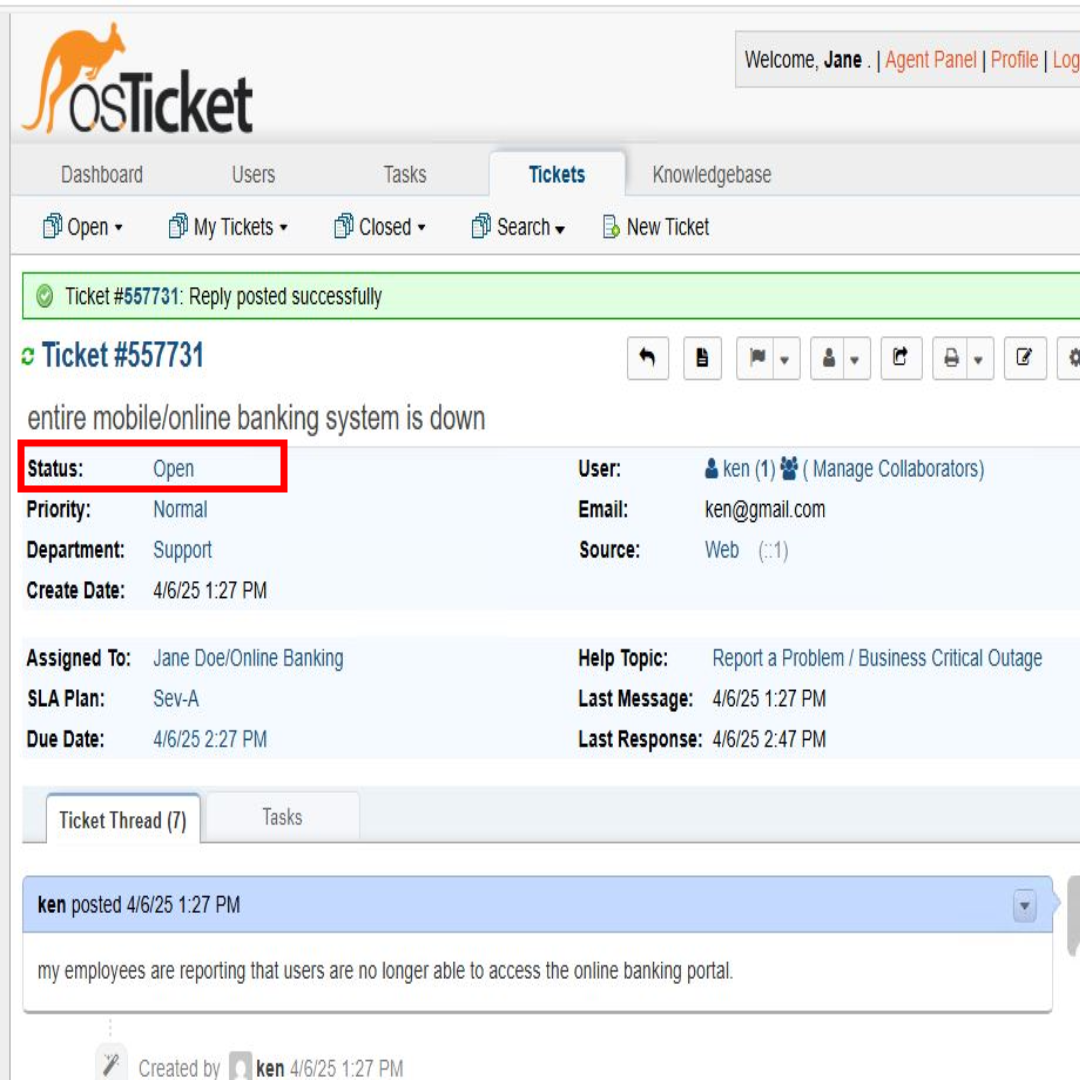 osTicket
Welcome, Jane . | Agent Panel | Profile | Log
Dashboard Users Tasks Tickets Knowledgebase
Open My Tickets Closed Search New Ticket
Ticket #557731: Reply posted successfully
Ticket #557731
entire mobile/online banking system is down
Status: Open User: ken (1) ( Manage Collaborators)
Priority: Normal Email: ken@gmail.com
Department: Support Source: Web (::1)
Create Date: 4/6/25 1:27 PM
Assigned To: Jane Doe/Online Banking Help Topic: Report a Problem / Business Critical Outage
SLA Plan: Sev-A Last Message: 4/6/25 1:27 PM
Due Date: 4/6/25 2:27 PM Last Response: 4/6/25 2:47 PM
Ticket Thread (7) Tasks
ken posted 4/6/25 1:27 PM
my employees are reporting that users are no longer able to access the online banking portal.
Created by ken 4/6/25 1:27 PM